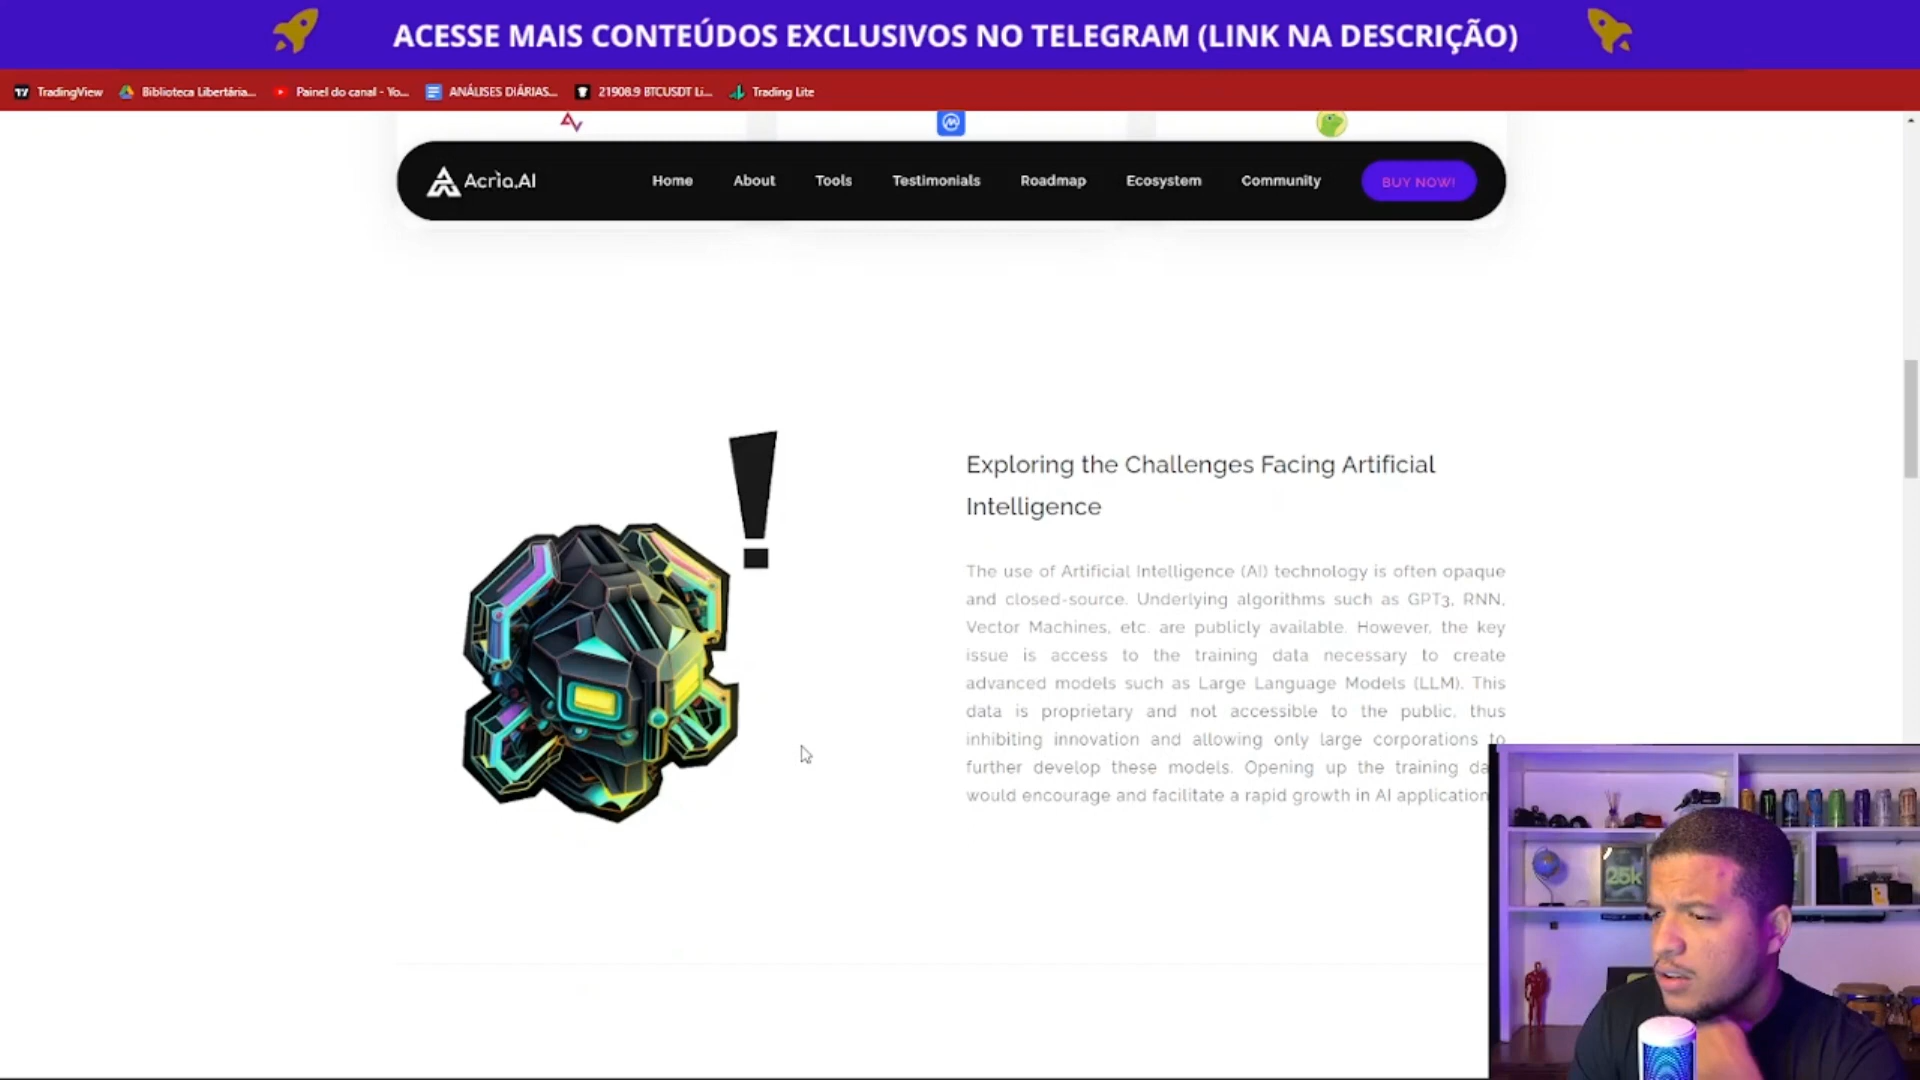 ACESSE MAIS CONTEÚDOS EXCLUSIVOS NO TELEGRAM (LINK NA DESCRIÇÃO)
TradingView Biblioteca Libertária... Painel do canal - Yo... ANÁLISES DIÁRIAS... 21908.9 BTCUSDT Li... Trading Lite
Acria.AI Home About Tools Testimonials Roadmap Ecosystem Community BUY NOW!
!
Exploring the Challenges Facing Artificial
Intelligence
The use of Artificial Intelligence (AI) technology is often opaque
and closed-source. Underlying algorithms such as GPT3, RNN,
Vector Machines, etc. are publicly available. However, the key
issue is access to the training data necessary to create
advanced models such as Large Language Models (LLM). This
data is proprietary and not accessible to the public, thus
inhibiting innovation and allowing only large corporations to
further develop these models. Opening up the training da
would encourage and facilitate a rapid growth in AI application
25k